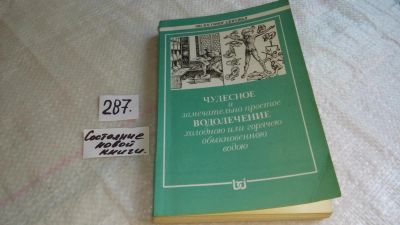 287.
Состояние
новой
книги.
ЧУДЕСНОЕ
и
замечательно простое
ВОДОЛЕЧЕНИЕ
холодною или горячею
обыкновенною
водою